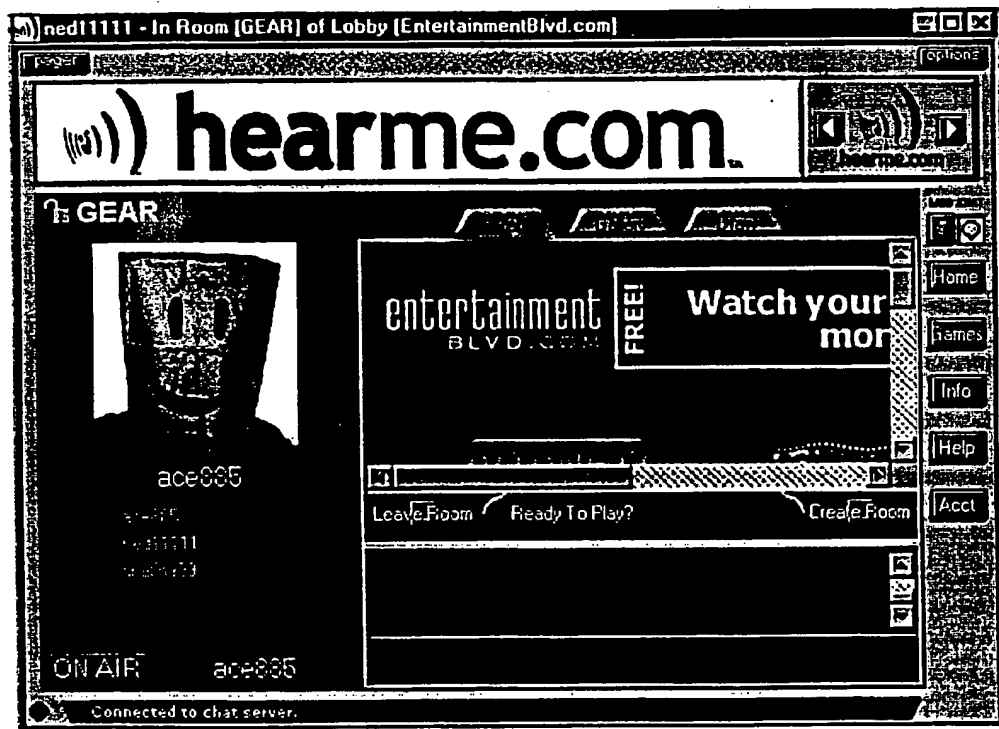 ned11111 - In Room [GEAR] of Lobby [EntertainmentBlvd.com]
options
hearme.com
hearme.com
GEAR
Home
Games
Info
Help
Acct
entertainment
BLVD.COM
FREE!
Watch your
mor
ace885
Leave Room
Ready To Play?
Create Room
ned11111
ON AIR
ace885
Connected to chat server.